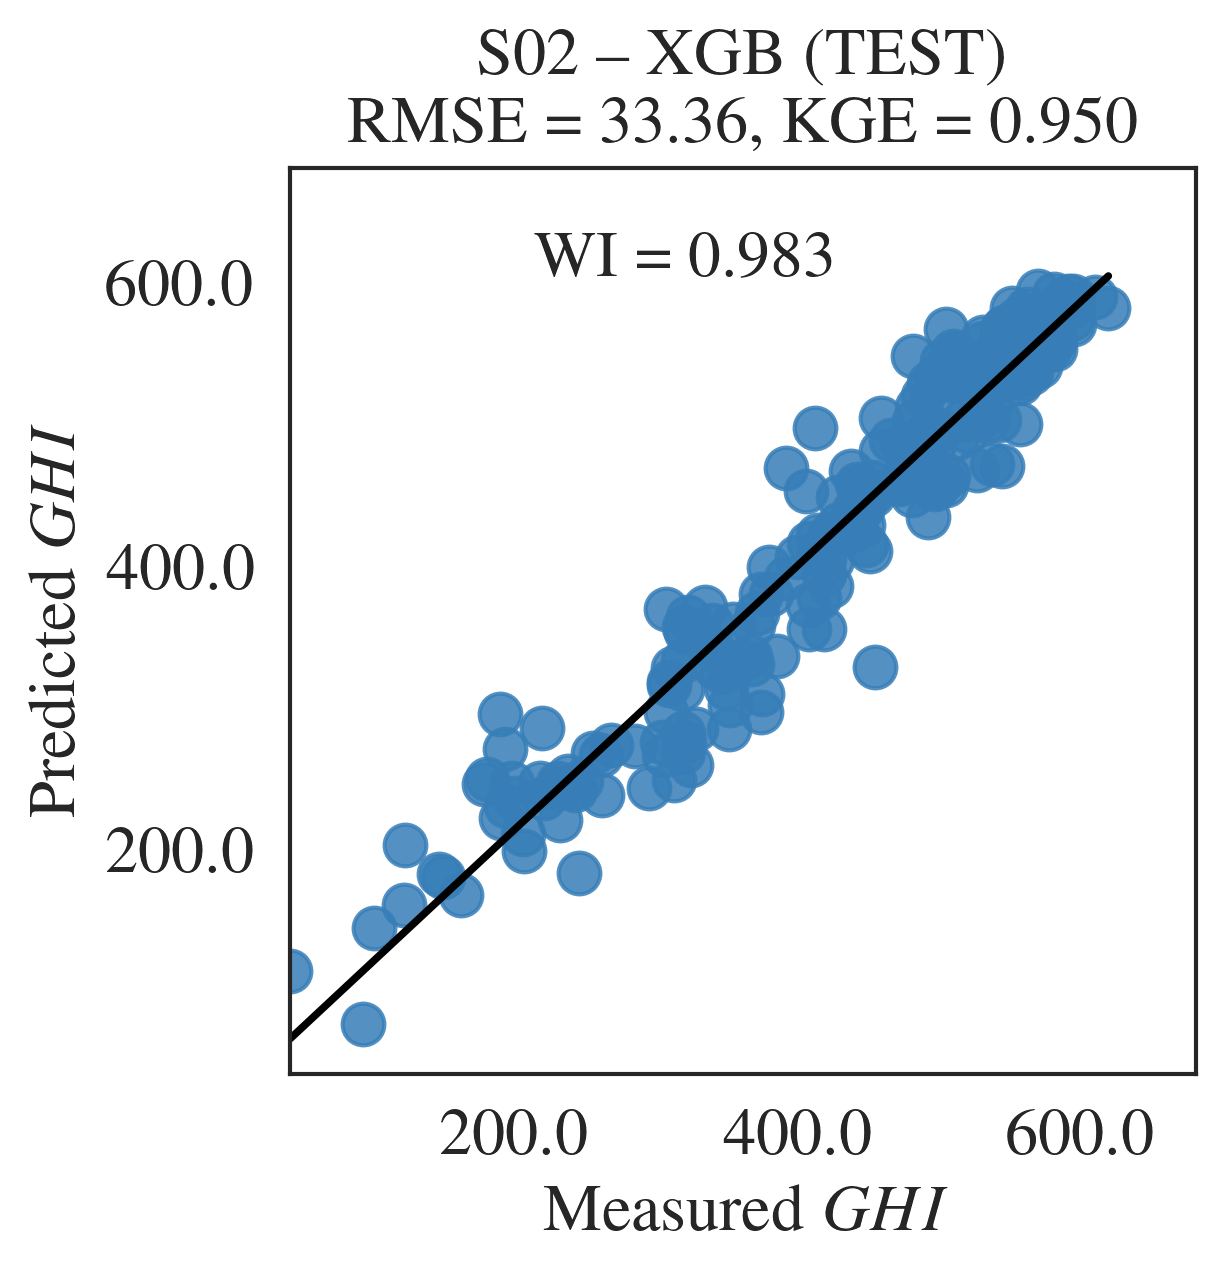 S02 – XGB (TEST)
RMSE = 33.36, KGE = 0.950
WI = 0.983
600.0
400.0
200.0
Predicted GHI
200.0 400.0 600.0
Measured GHI